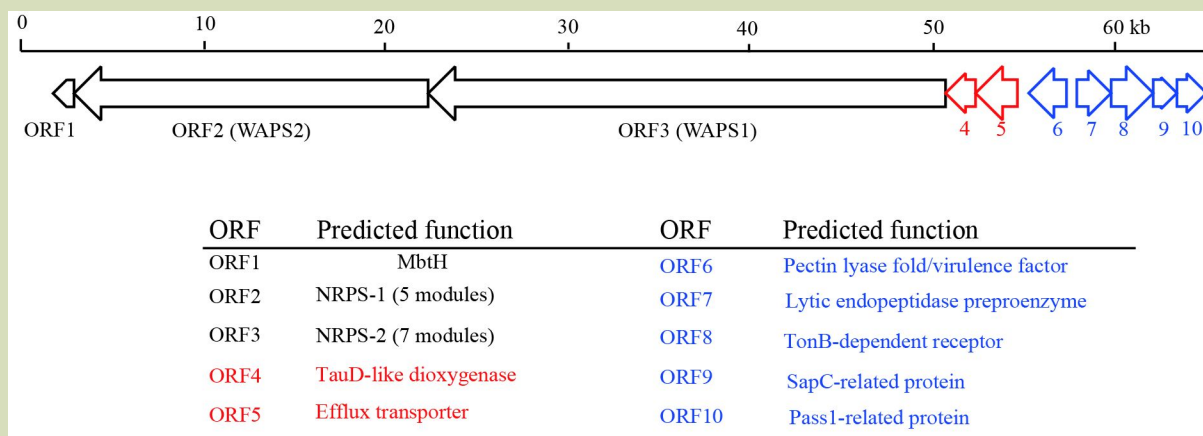 0 10 20 30 40 50 60 kb
ORF1 ORF2 (WAPS2) ORF3 (WAPS1) 4 5 6 7 8 9 10
ORF Predicted function ORF Predicted function
ORF1 MbtH ORF6 Pectin lyase fold/virulence factor
ORF2 NRPS-1 (5 modules) ORF7 Lytic endopeptidase preproenzyme
ORF3 NRPS-2 (7 modules) ORF8 TonB-dependent receptor
ORF4 TauD-like dioxygenase ORF9 SapC-related protein
ORF5 Efflux transporter ORF10 Pass1-related protein